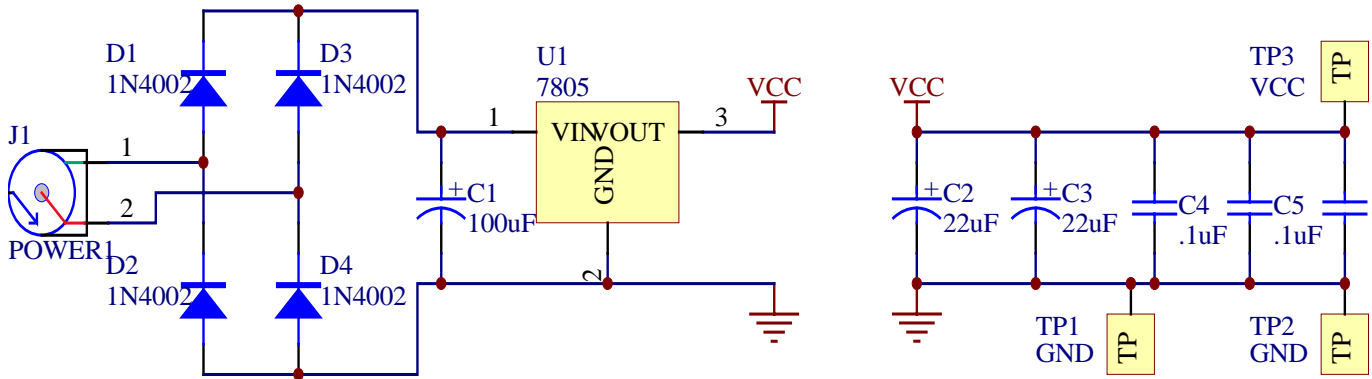 D1
1N4002
D3
1N4002
J1
1
2
POWER1
D2
1N4002
D4
1N4002
+
C1
100uF
U1
7805
1
VIN
VOUT
GND
3
2
VCC
VCC
+
C2
22uF
+
C3
22uF
C4
.1uF
C5
.1uF
TP3
VCC
TP
TP1
GND
TP
TP2
GND
TP